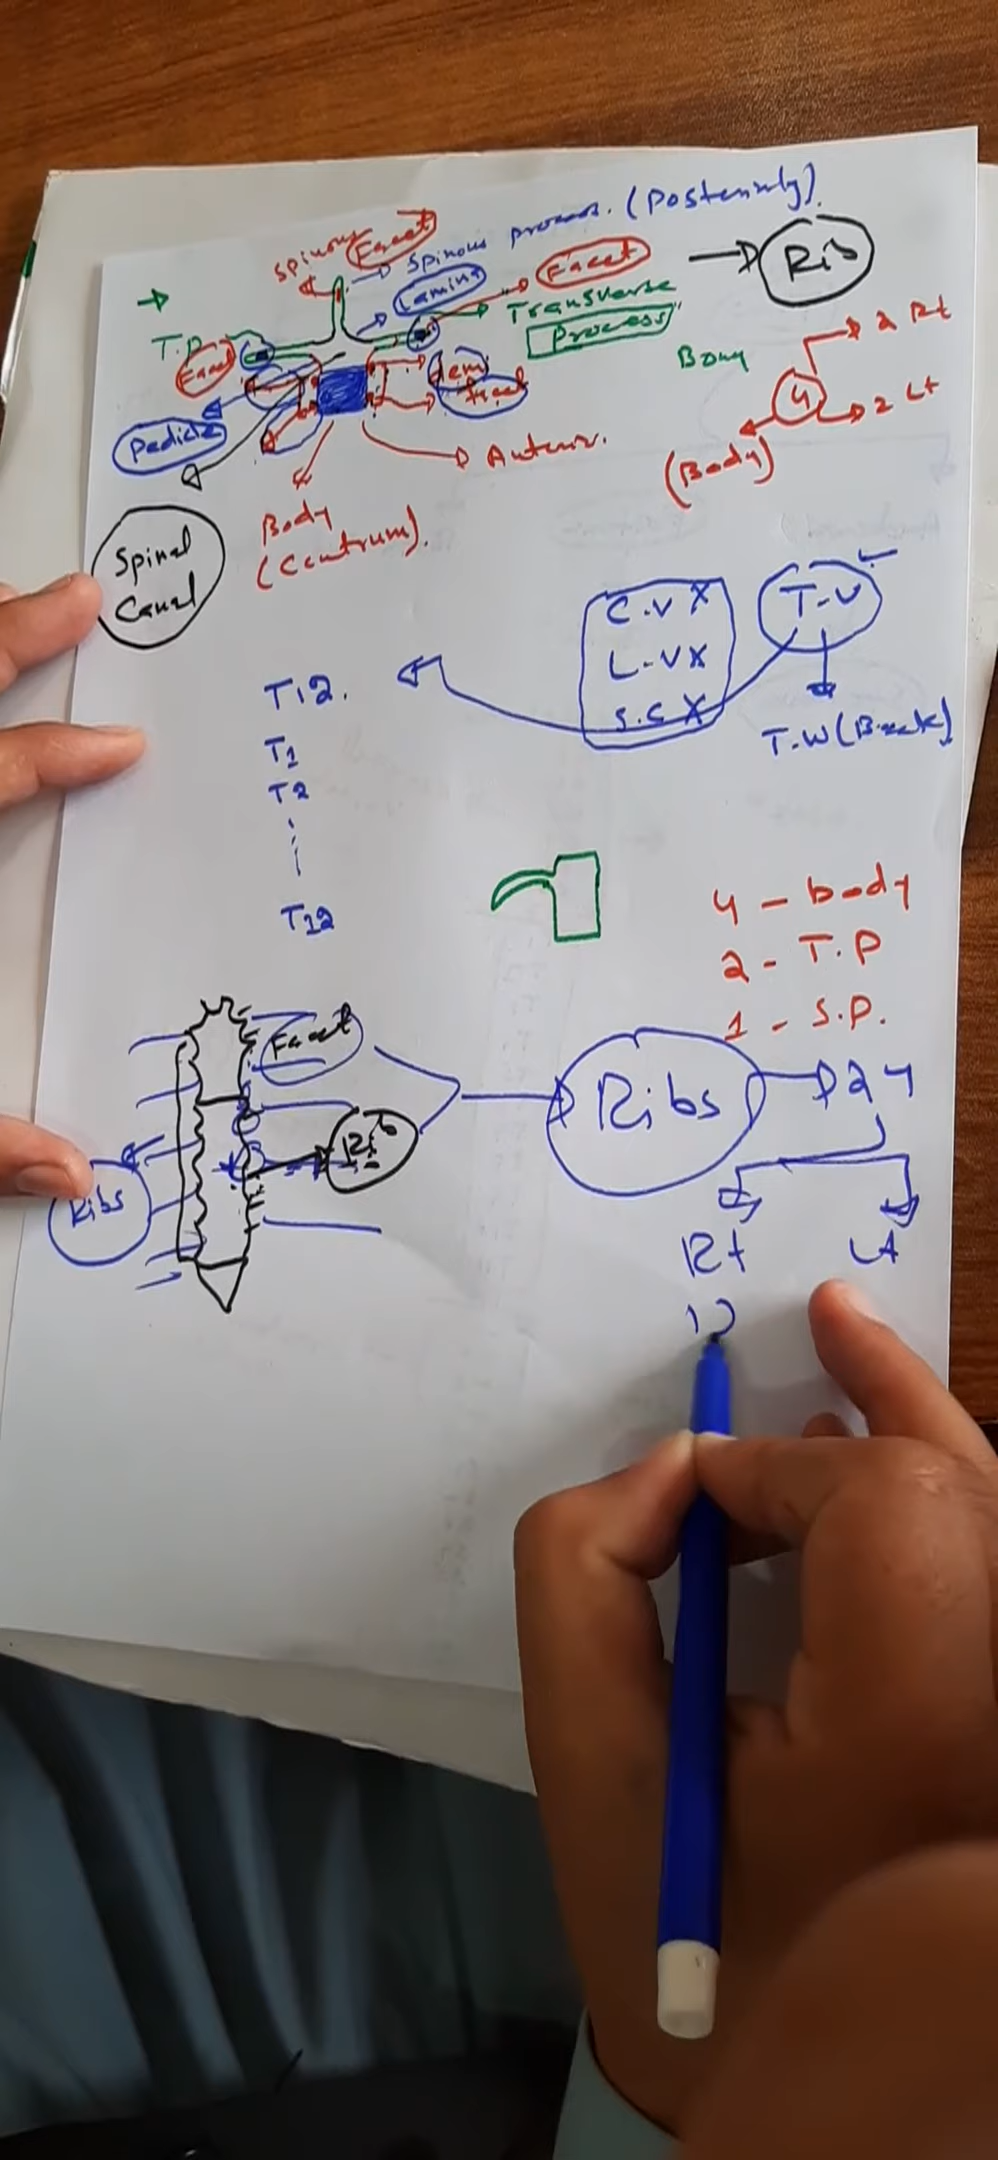 Spinous Facet
Spinous process. (Posteriorly).
Lamina
Facet
Rib
Transverse
Process
T.P
Facet
Bony
2 Rt
4
2 Lt
(Body)
Demi
facet
Pedicle
Anterior.
Body
(Centrum).
Spinal
Canal
C.V X
L-V X
S.C X
T-V
T.W (Back)
T12.
T1
T2
T12
4 - body
2 - T.P
1 - S.P.
Facet
Rib
Ribs
Ribs
24
Rt
Lt